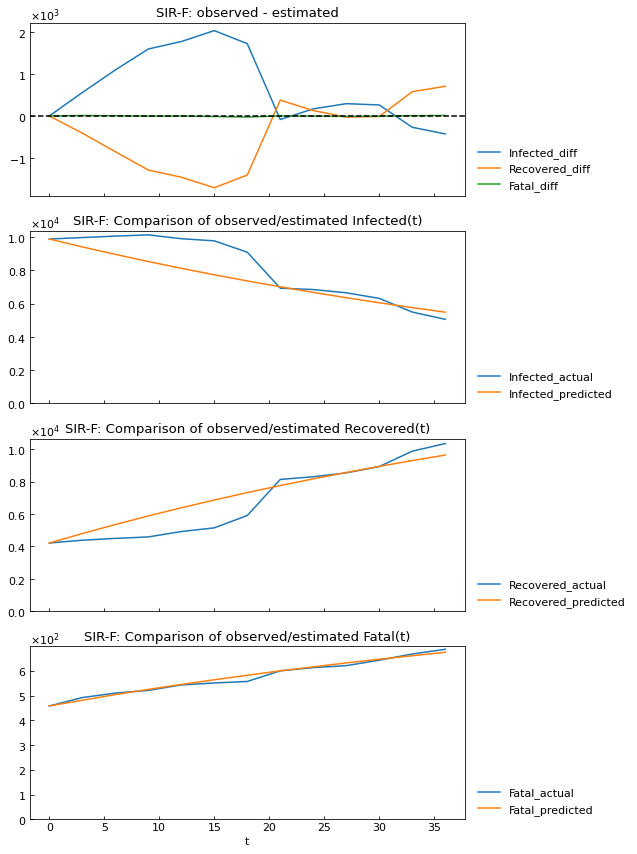 SIR-F: observed - estimated
×10³
2
1
0
−1
Infected_diff
Recovered_diff
Fatal_diff
SIR-F: Comparison of observed/estimated Infected(t)
×10⁴
1.0
0.8
0.6
0.4
0.2
0.0
Infected_actual
Infected_predicted
SIR-F: Comparison of observed/estimated Recovered(t)
×10⁴
1.0
0.8
0.6
0.4
0.2
0.0
Recovered_actual
Recovered_predicted
SIR-F: Comparison of observed/estimated Fatal(t)
×10²
6
5
4
3
2
1
0
Fatal_actual
Fatal_predicted
0 5 10 15 20 25 30 35
t